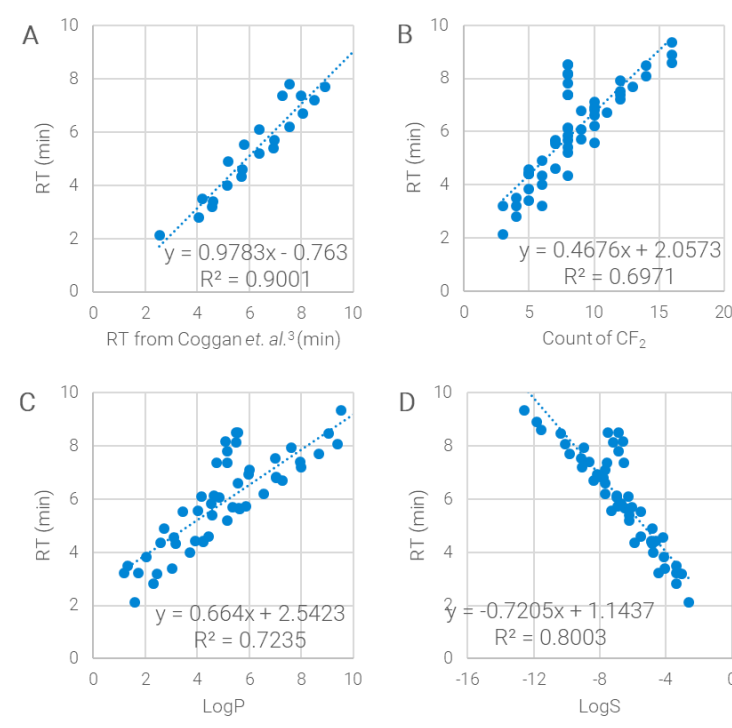 A
10
8
6
4
2
0
RT (min)
y = 0.9783x - 0.763
R² = 0.9001
0 2 4 6 8 10
RT from Coggan et. al.³ (min)
B
10
8
6
4
2
0
RT (min)
y = 0.4676x + 2.0573
R² = 0.6971
0 5 10 15 20
Count of CF₂
C
10
8
6
4
2
0
RT (min)
y = 0.664x + 2.5423
R² = 0.7235
0 2 4 6 8 10
LogP
D
10
8
6
4
2
0
RT (min)
y = -0.7205x + 1.1437
R² = 0.8003
-16 -12 -8 -4 0
LogS